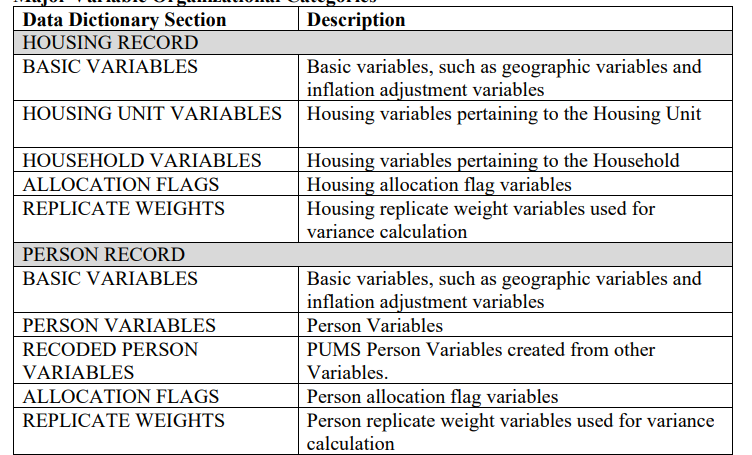 Major Variable Organizational Categories
Data Dictionary Section Description
HOUSING RECORD
BASIC VARIABLES Basic variables, such as geographic variables and
inflation adjustment variables
HOUSING UNIT VARIABLES Housing variables pertaining to the Housing Unit
HOUSEHOLD VARIABLES Housing variables pertaining to the Household
ALLOCATION FLAGS Housing allocation flag variables
REPLICATE WEIGHTS Housing replicate weight variables used for
variance calculation
PERSON RECORD
BASIC VARIABLES Basic variables, such as geographic variables and
inflation adjustment variables
PERSON VARIABLES Person Variables
RECODED PERSON PUMS Person Variables created from other
VARIABLES Variables.
ALLOCATION FLAGS Person allocation flag variables
REPLICATE WEIGHTS Person replicate weight variables used for variance
calculation